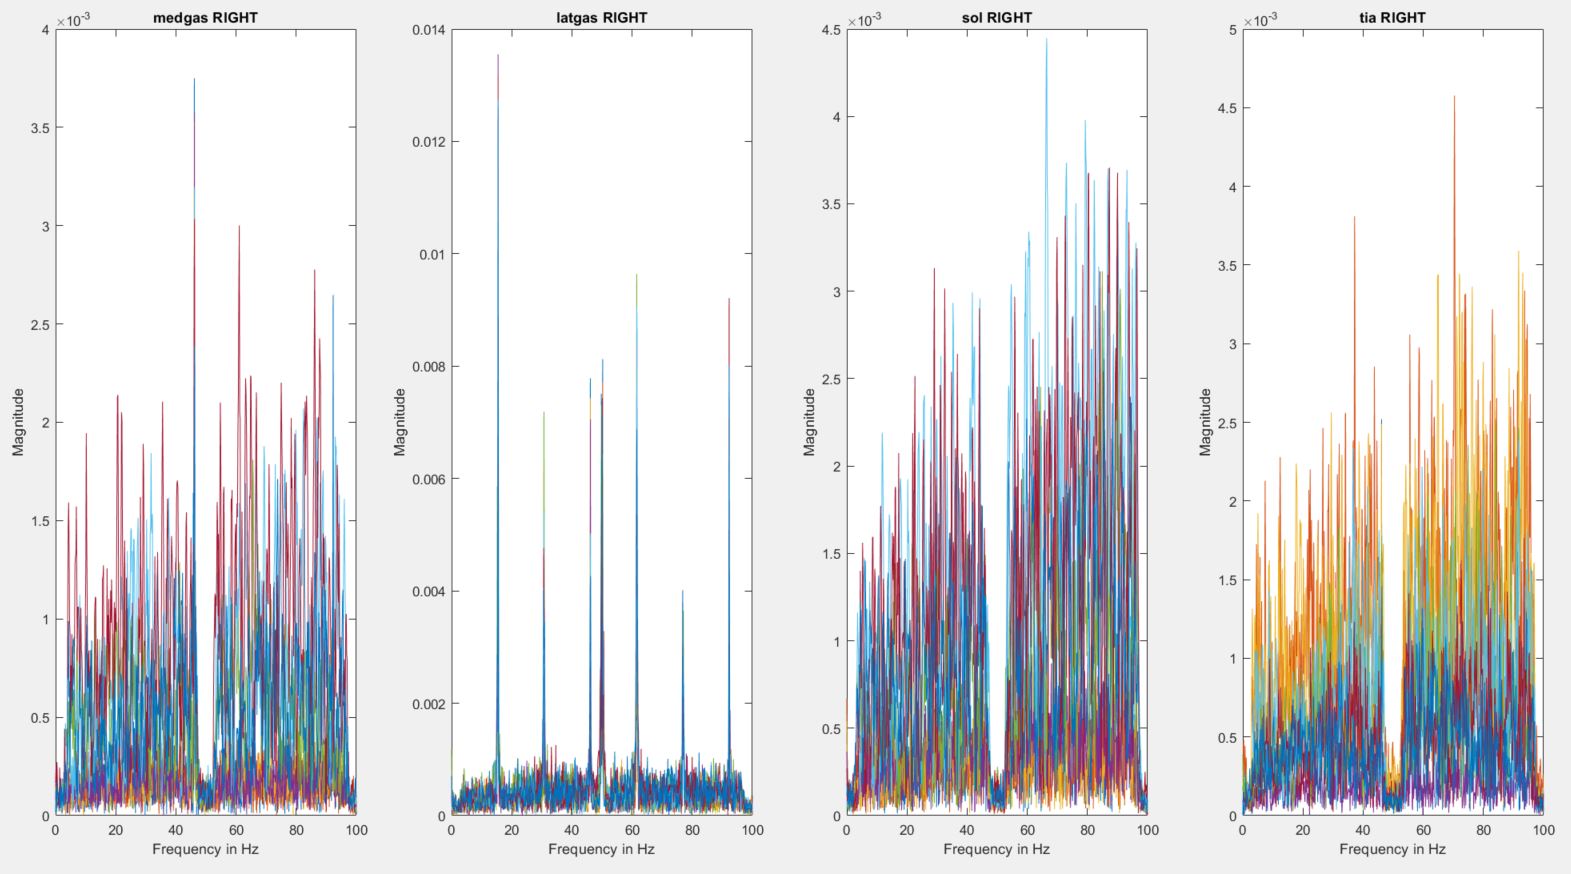 medgas RIGHT
×10-3
4
3.5
3
2.5
2
1.5
1
0.5
0
Magnitude
0 20 40 60 80 100
Frequency in Hz
latgas RIGHT
0.014
0.012
0.01
0.008
0.006
0.004
0.002
0
Magnitude
0 20 40 60 80 100
Frequency in Hz
sol RIGHT
×10-3
4.5
4
3.5
3
2.5
2
1.5
1
0.5
0
Magnitude
0 20 40 60 80 100
Frequency in Hz
tia RIGHT
×10-3
5
4.5
4
3.5
3
2.5
2
1.5
1
0.5
0
Magnitude
0 20 40 60 80 100
Frequency in Hz